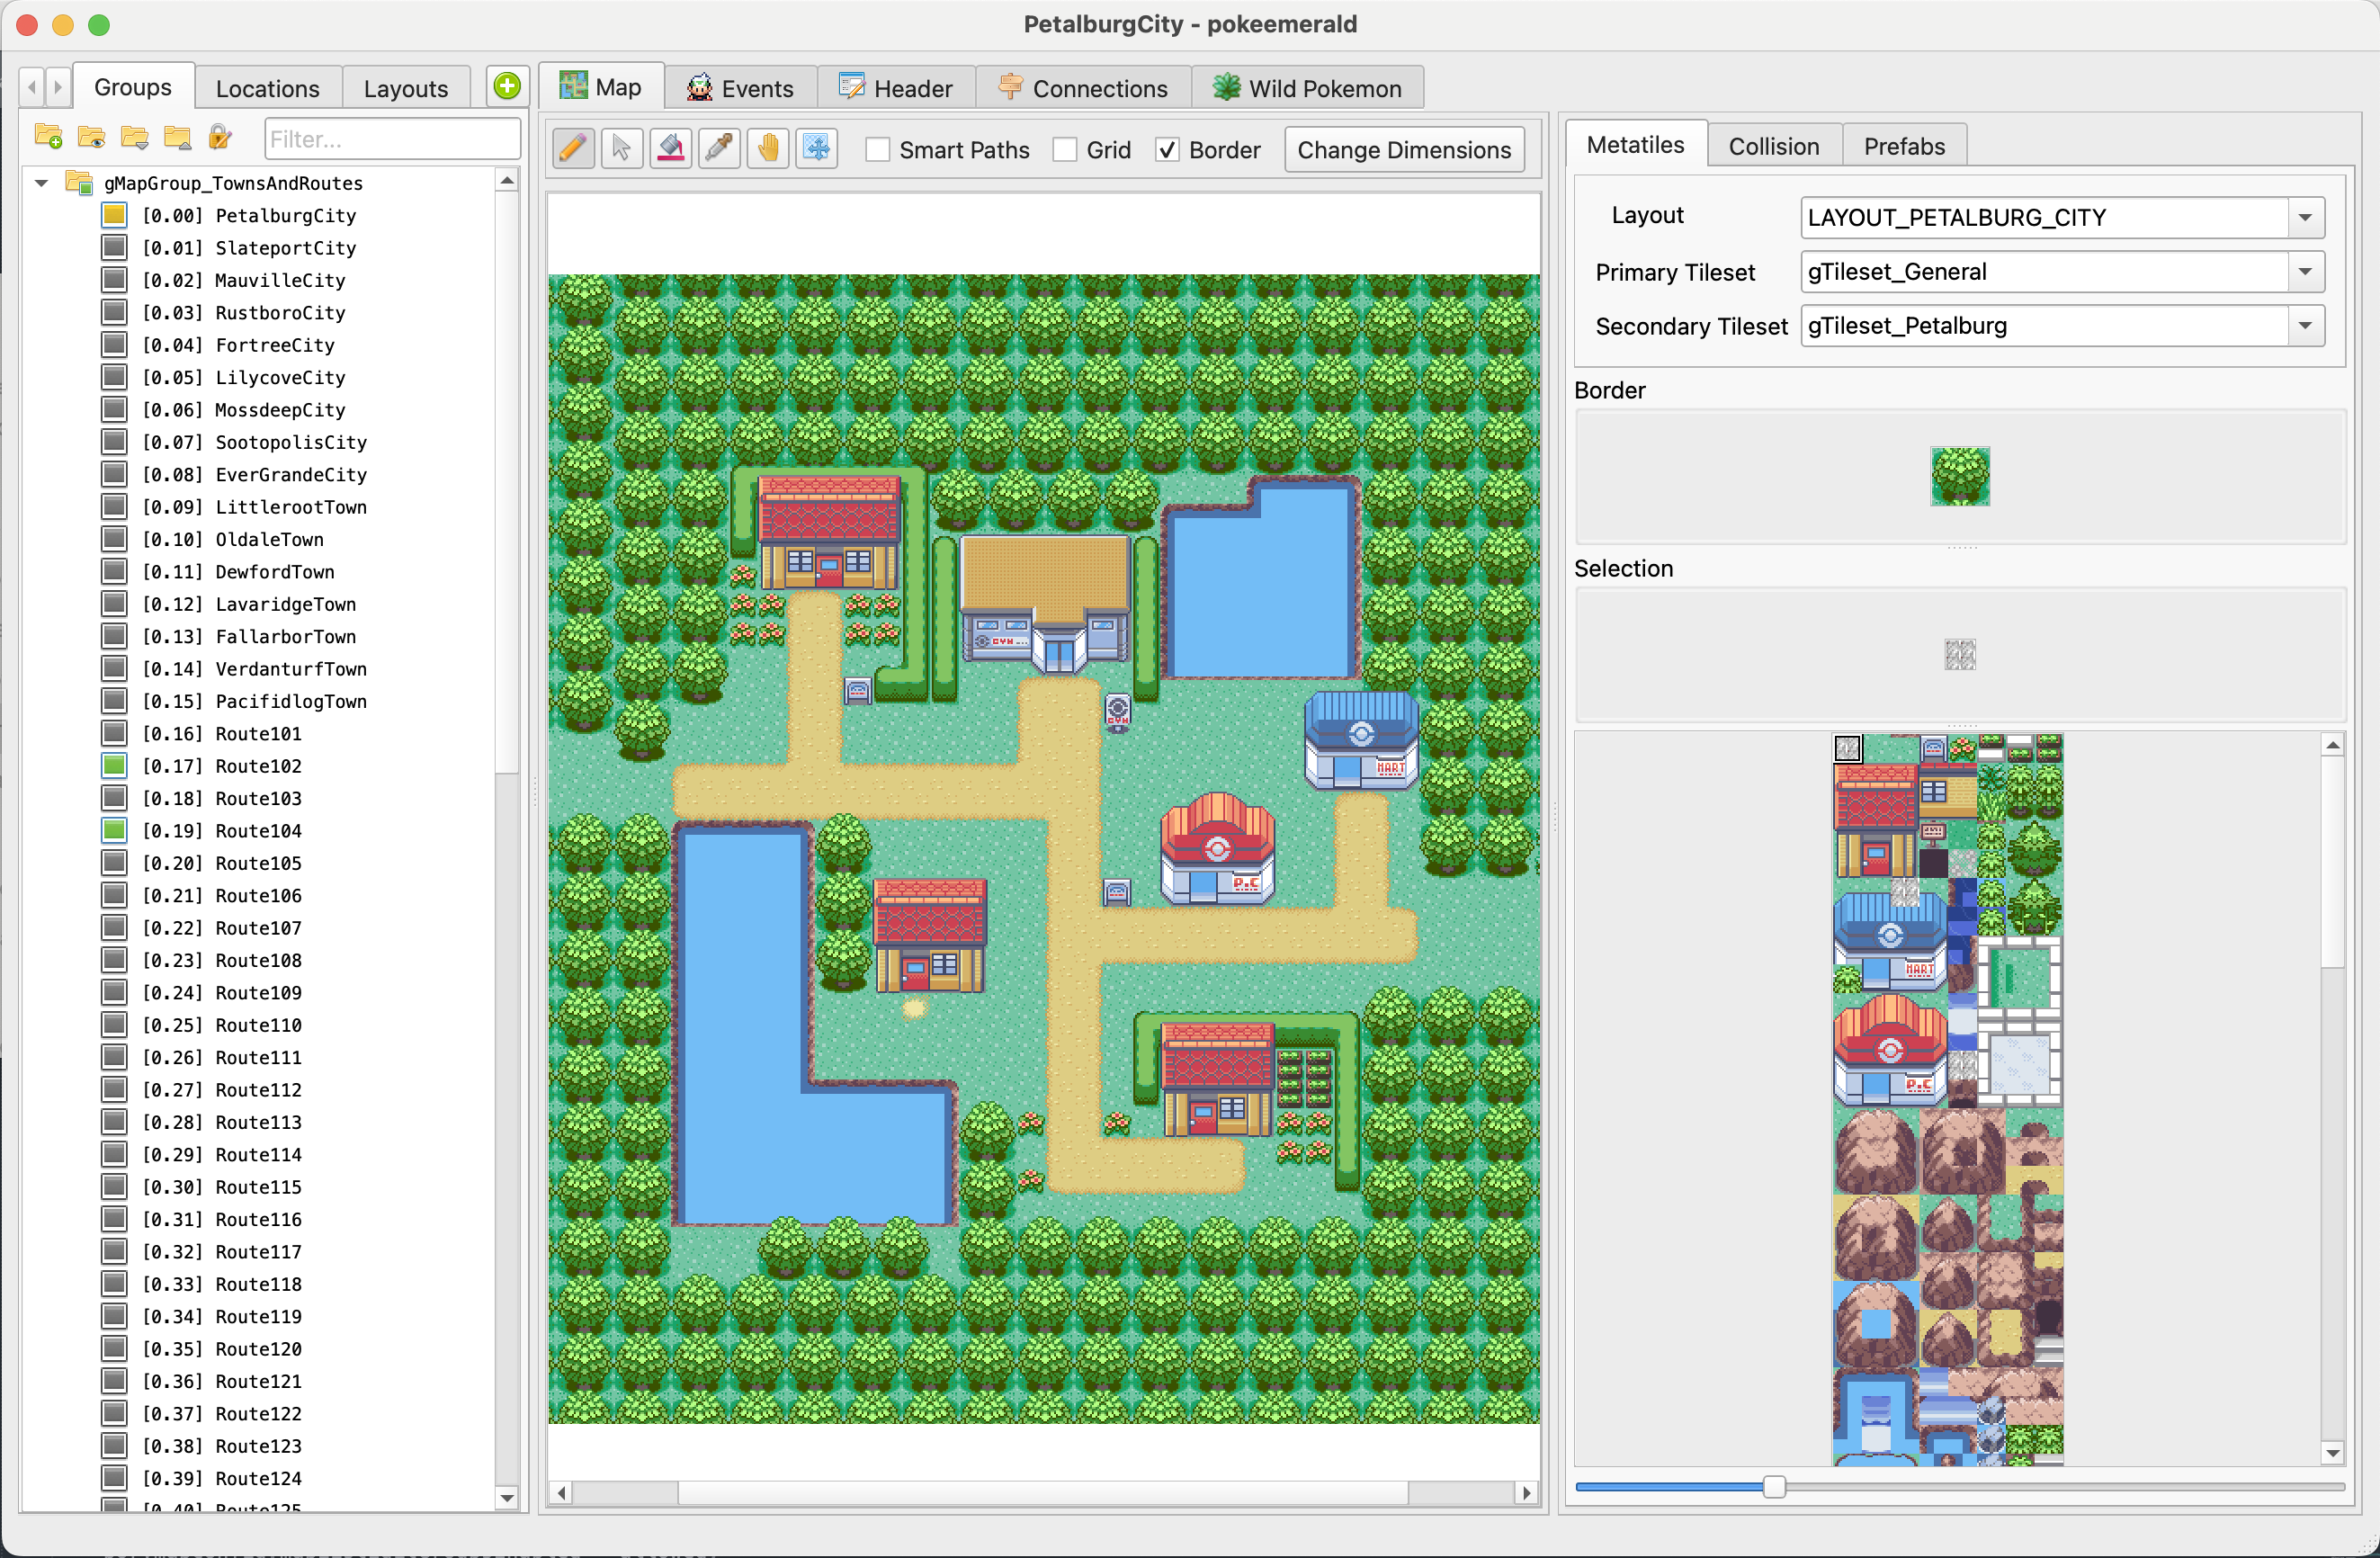 PetalburgCity - pokeemerald
Groups
Locations
Layouts
Map
Events
Header
Connections
Wild Pokemon
Filter...
Smart Paths
Grid
Border
Change Dimensions
Metatiles
Collision
Prefabs
gMapGroup_TownsAndRoutes
[0.00] PetalburgCity
[0.01] SlateportCity
[0.02] MauvilleCity
[0.03] RustboroCity
[0.04] FortreeCity
[0.05] LilycoveCity
[0.06] MossdeepCity
[0.07] SootopolisCity
[0.08] EverGrandeCity
[0.09] LittlerootTown
[0.10] OldaleTown
[0.11] DewfordTown
[0.12] LavaridgeTown
[0.13] FallarborTown
[0.14] VerdanturfTown
[0.15] PacifidlogTown
[0.16] Route101
[0.17] Route102
[0.18] Route103
[0.19] Route104
[0.20] Route105
[0.21] Route106
[0.22] Route107
[0.23] Route108
[0.24] Route109
[0.25] Route110
[0.26] Route111
[0.27] Route112
[0.28] Route113
[0.29] Route114
[0.30] Route115
[0.31] Route116
[0.32] Route117
[0.33] Route118
[0.34] Route119
[0.35] Route120
[0.36] Route121
[0.37] Route122
[0.38] Route123
[0.39] Route124
[0.40] Route125
GYM...
GYM
MART
P.C
Layout
LAYOUT_PETALBURG_CITY
Primary Tileset
gTileset_General
Secondary Tileset
gTileset_Petalburg
Border
Selection
MART
P.C